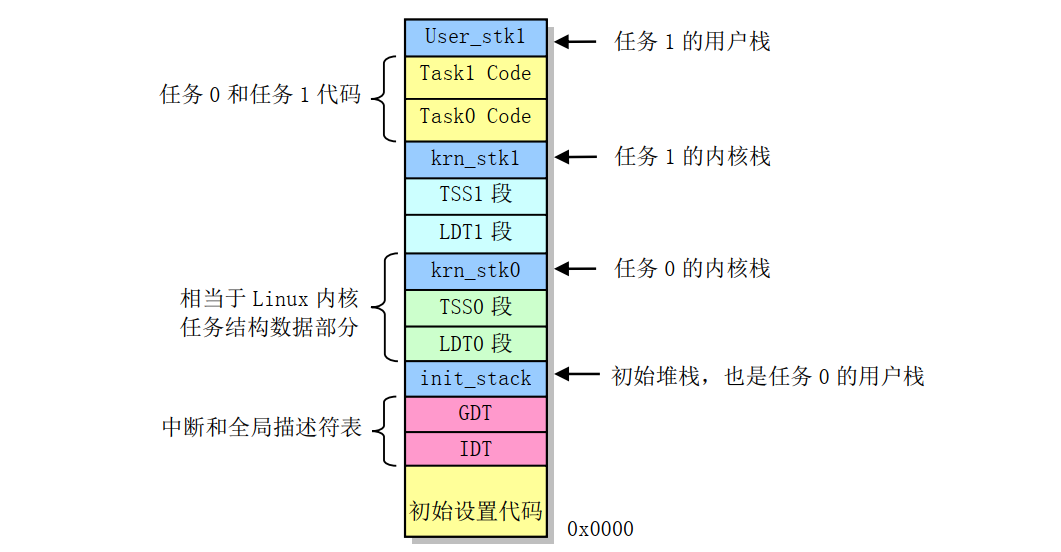 User_stk1
任务 1 的用户栈
Task1 Code
任务 0 和任务 1 代码
Task0 Code
krn_stk1
任务 1 的内核栈
TSS1 段
LDT1 段
krn_stk0
任务 0 的内核栈
相当于 Linux 内核
任务结构数据部分
TSS0 段
LDT0 段
init_stack
初始堆栈，也是任务 0 的用户栈
GDT
中断和全局描述符表
IDT
初始设置代码
0x0000